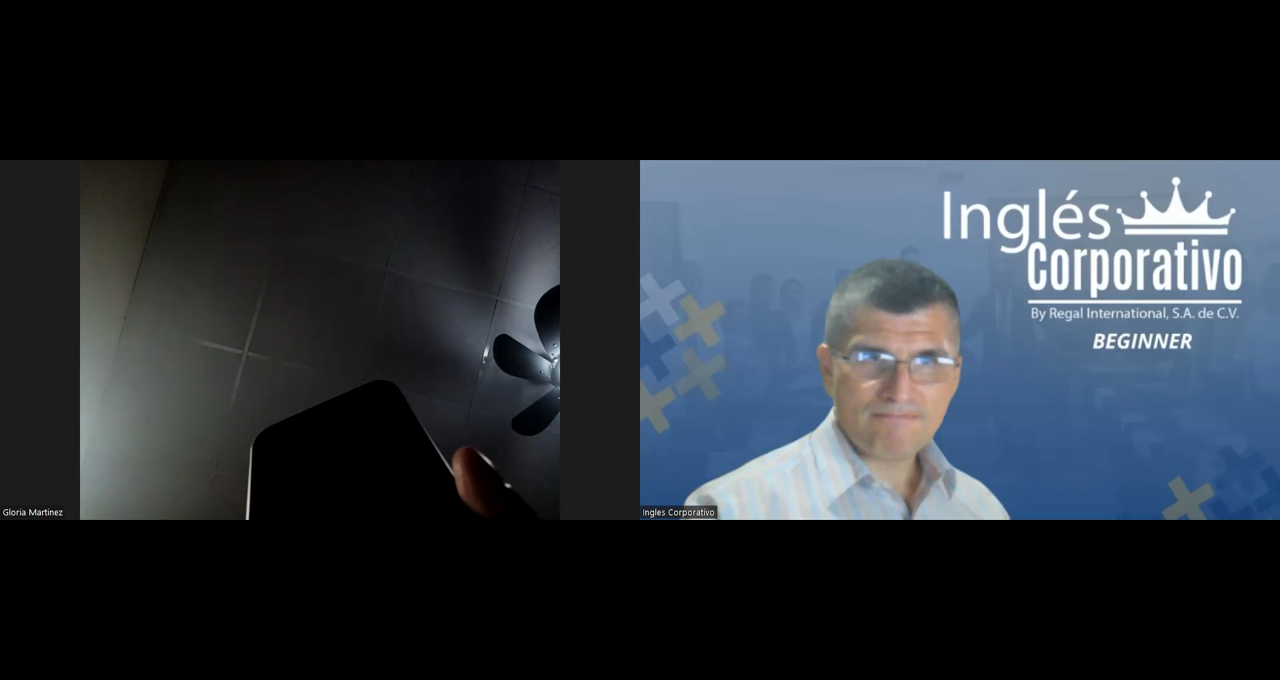 Inglés
Corporativo
By Regal International, S.A. de C.V.
BEGINNER
Gloria Martinez
Ingles Corporativo